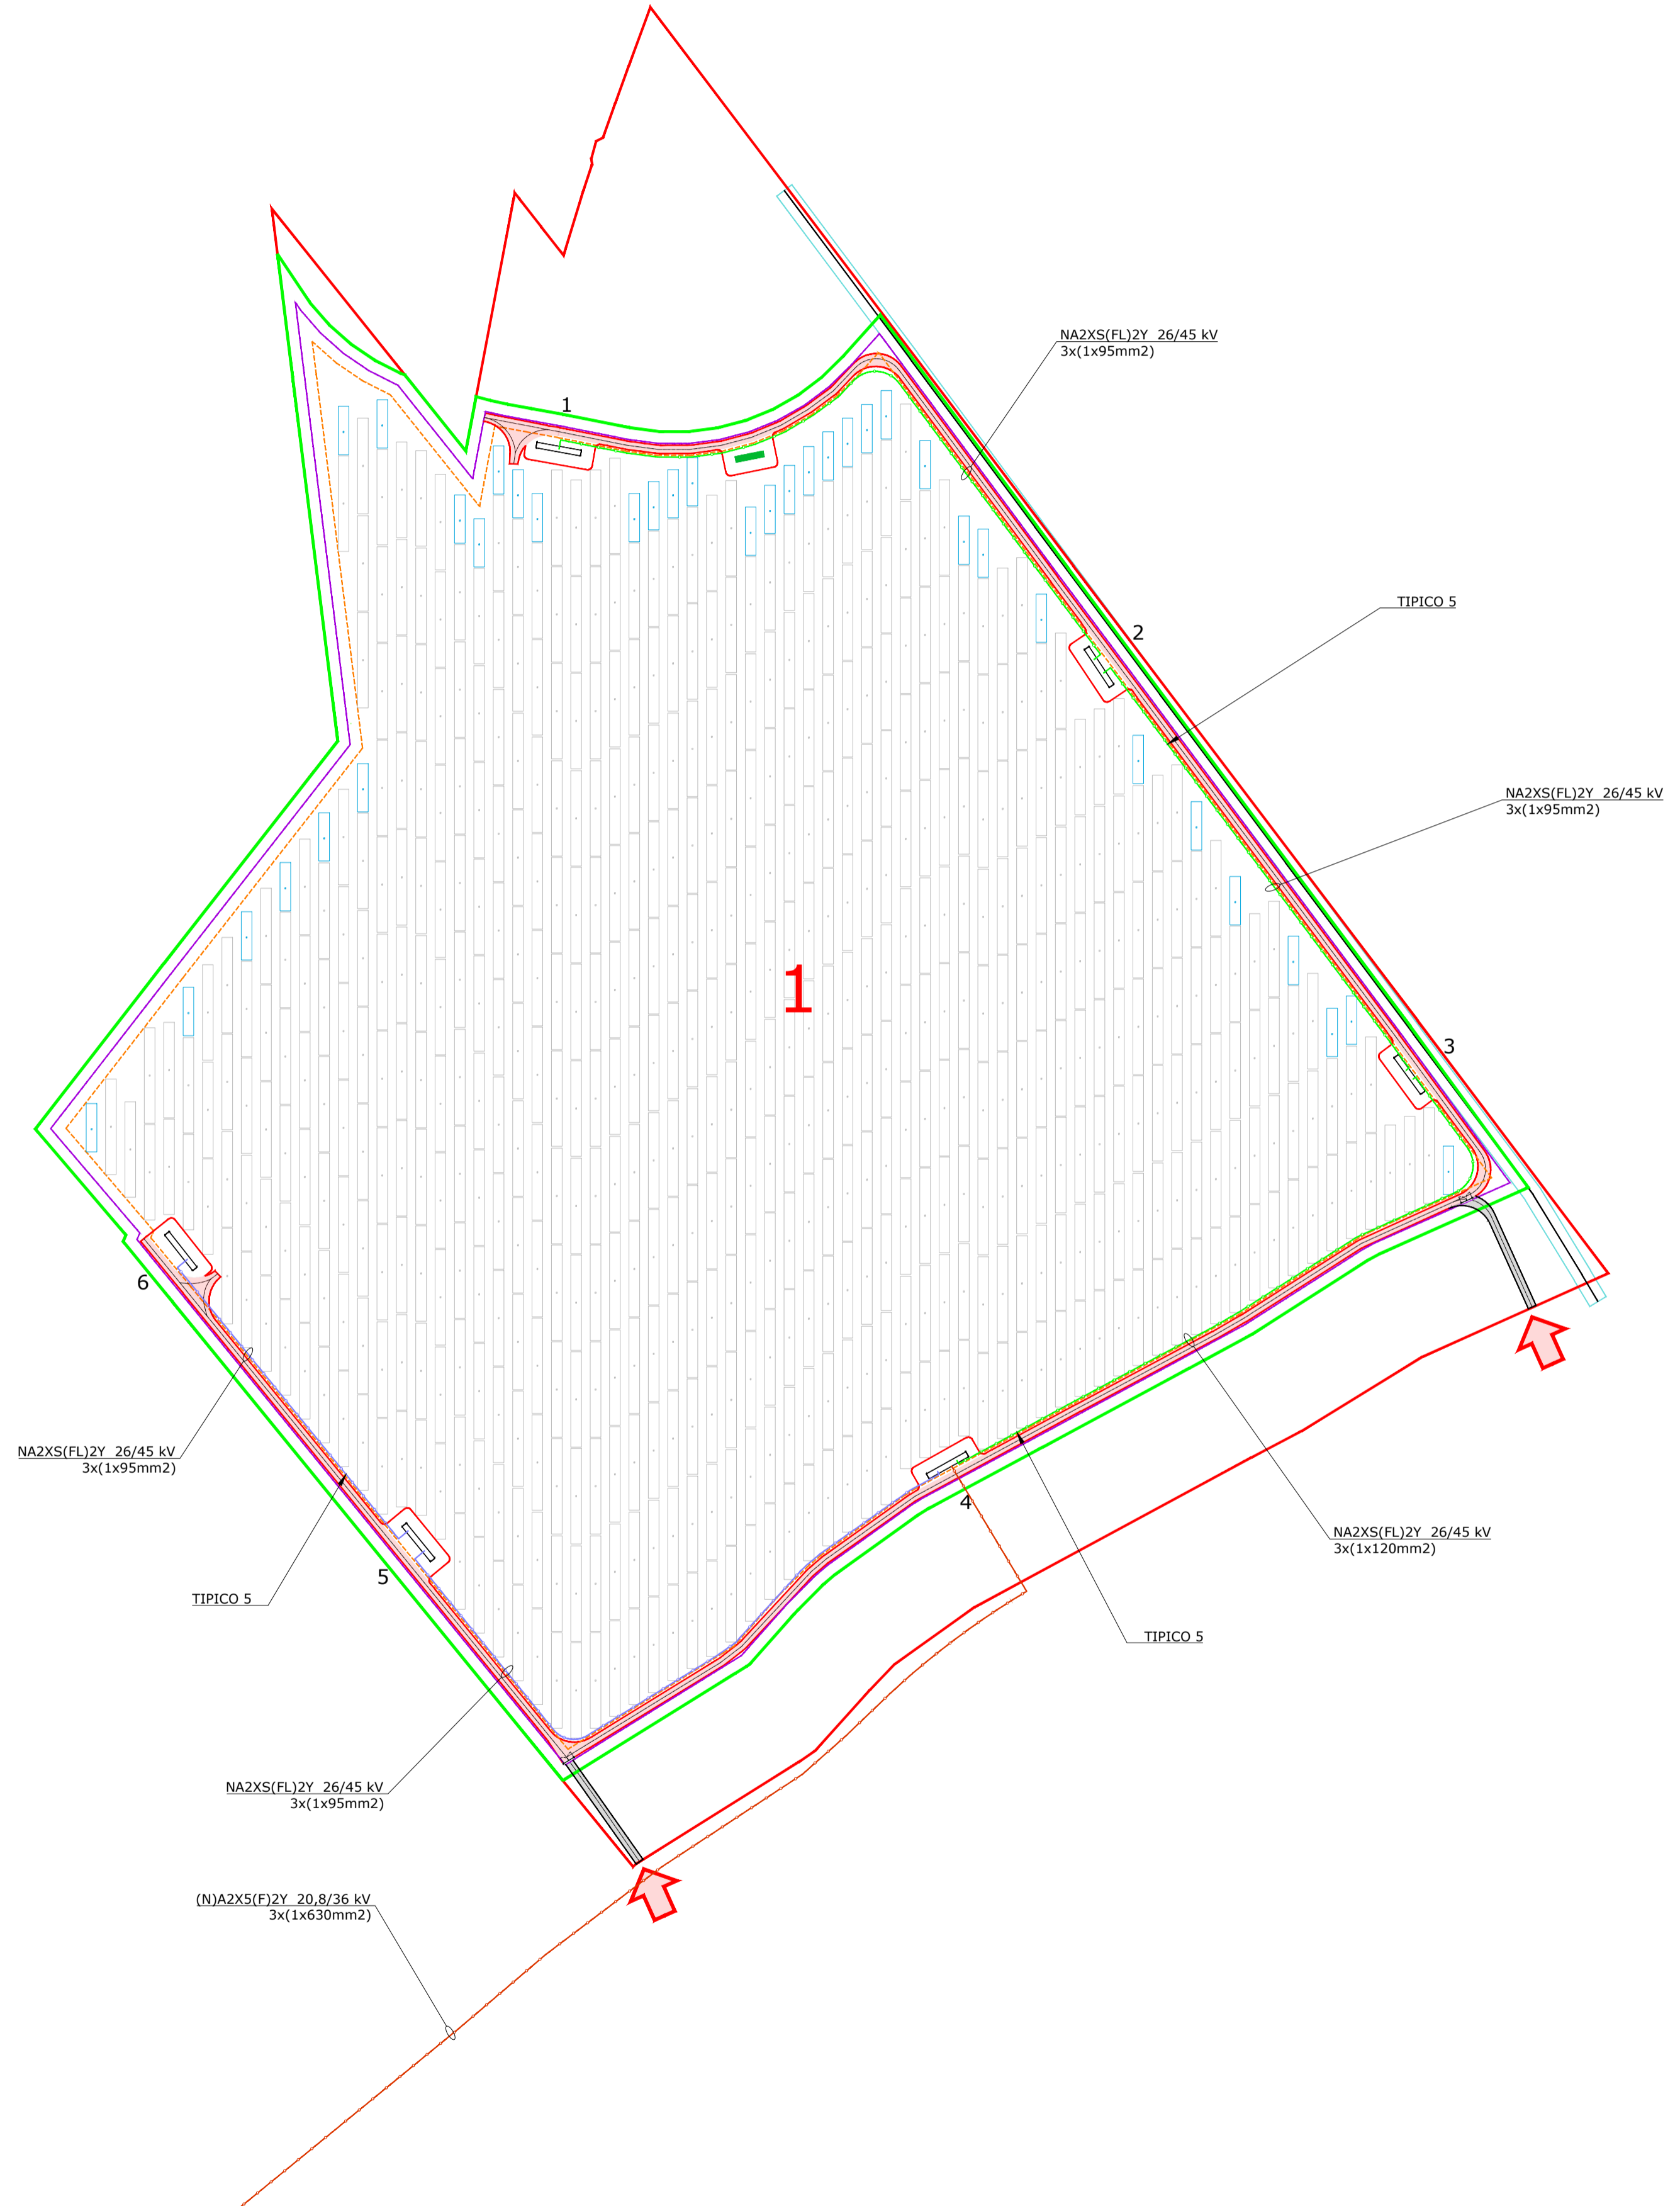 NA2XS(FL)2Y 26/45 kV
3x(1x95mm2)
1
TIPICO 5
2
NA2XS(FL)2Y 26/45 kV
3x(1x95mm2)
1
3
6
NA2XS(FL)2Y 26/45 kV
3x(1x95mm2)
4
NA2XS(FL)2Y 26/45 kV
3x(1x120mm2)
5
TIPICO 5
TIPICO 5
NA2XS(FL)2Y 26/45 kV
3x(1x95mm2)
(N)A2X5(F)2Y 20,8/36 kV
3x(1x630mm2)